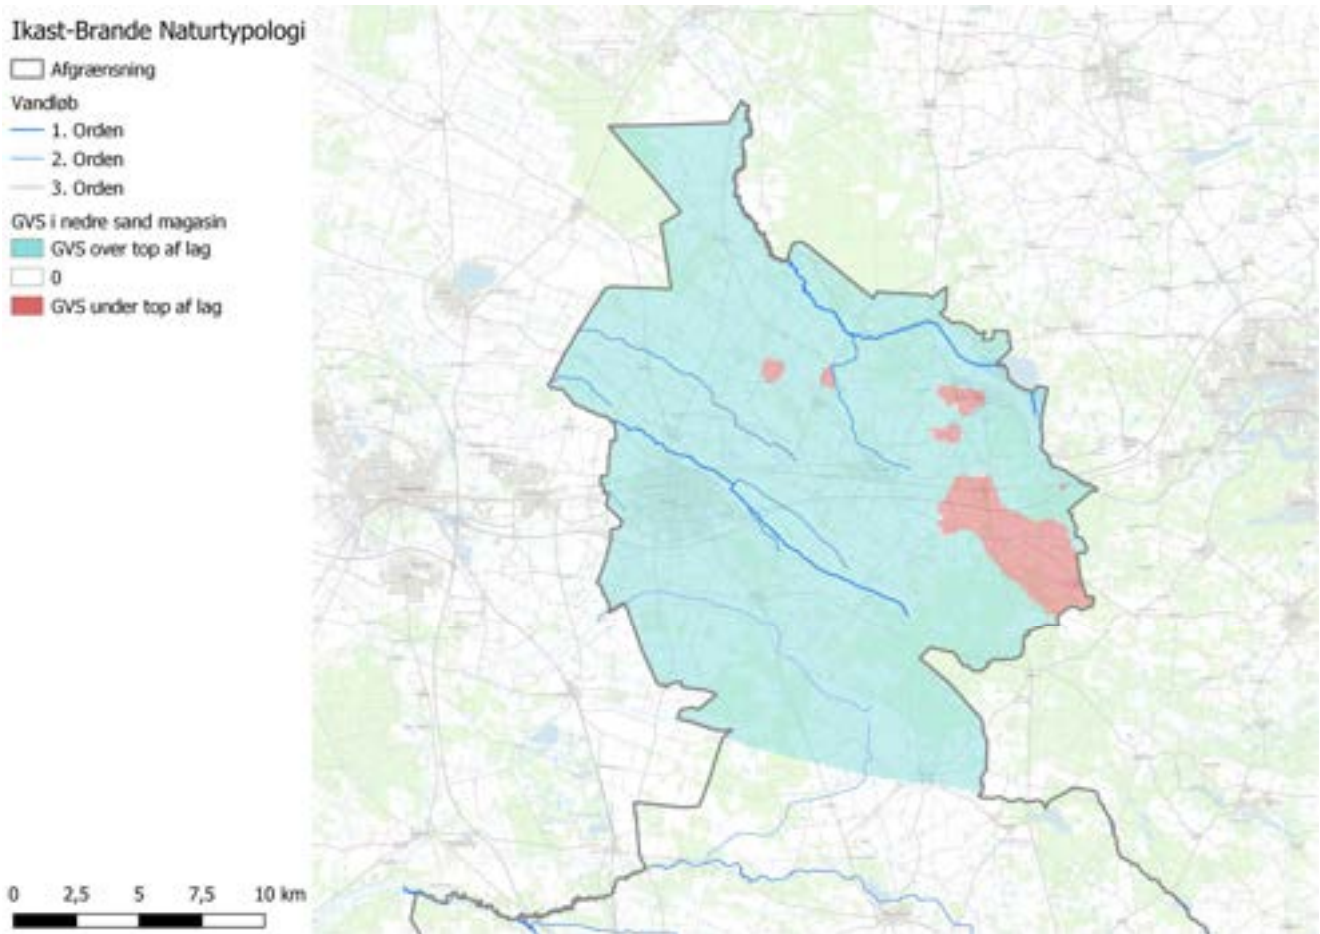 Ikast-Brande Naturtypologi
Afgrænsning
Vandløb
1. Orden
2. Orden
3. Orden
GVS i nedre sand magasin
GVS over top af lag
0
GVS under top af lag
0 2,5 5 7,5 10 km